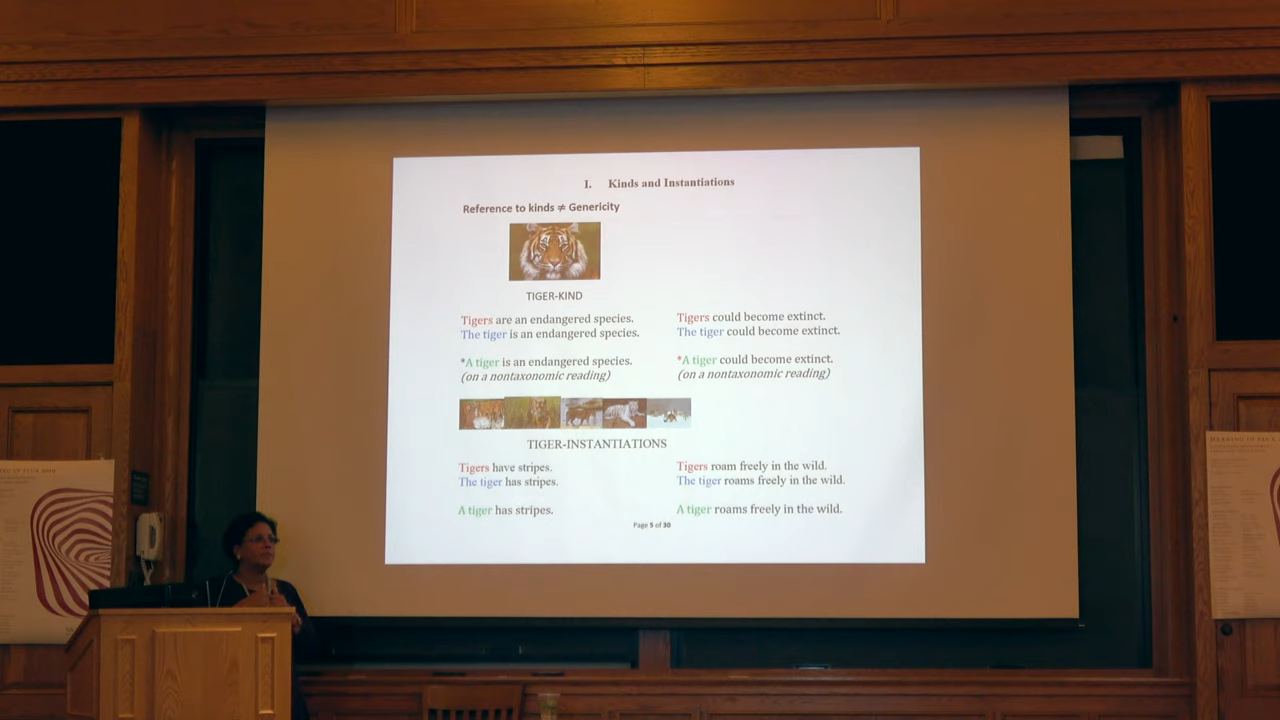 I. Kinds and Instantiations
Reference to kinds ≠ Genericity
TIGER-KIND
Tigers are an endangered species.
The tiger is an endangered species.
*A tiger is an endangered species.
(on a nontaxonomic reading)
Tigers could become extinct.
The tiger could become extinct.
*A tiger could become extinct.
(on a nontaxonomic reading)
TIGER-INSTANTIATIONS
Tigers have stripes.
The tiger has stripes.
A tiger has stripes.
Tigers roam freely in the wild.
The tiger roams freely in the wild.
A tiger roams freely in the wild.
Page 5 of 30
MEANING IN FLUX